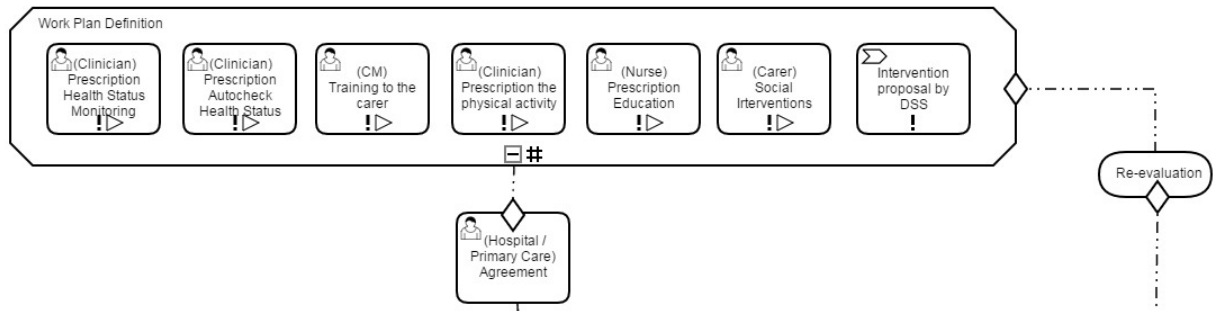 Work Plan Definition
(Clinician)
Prescription
Health Status
Monitoring
(Clinician)
Prescription
Autocheck
Health Status
(CM)
Training to the
carer
(Clinician)
Prescription the
physical activity
(Nurse)
Prescription
Education
(Carer)
Social
Interventions
Intervention
proposal by
DSS
Re-evaluation
(Hospital /
Primary Care)
Agreement